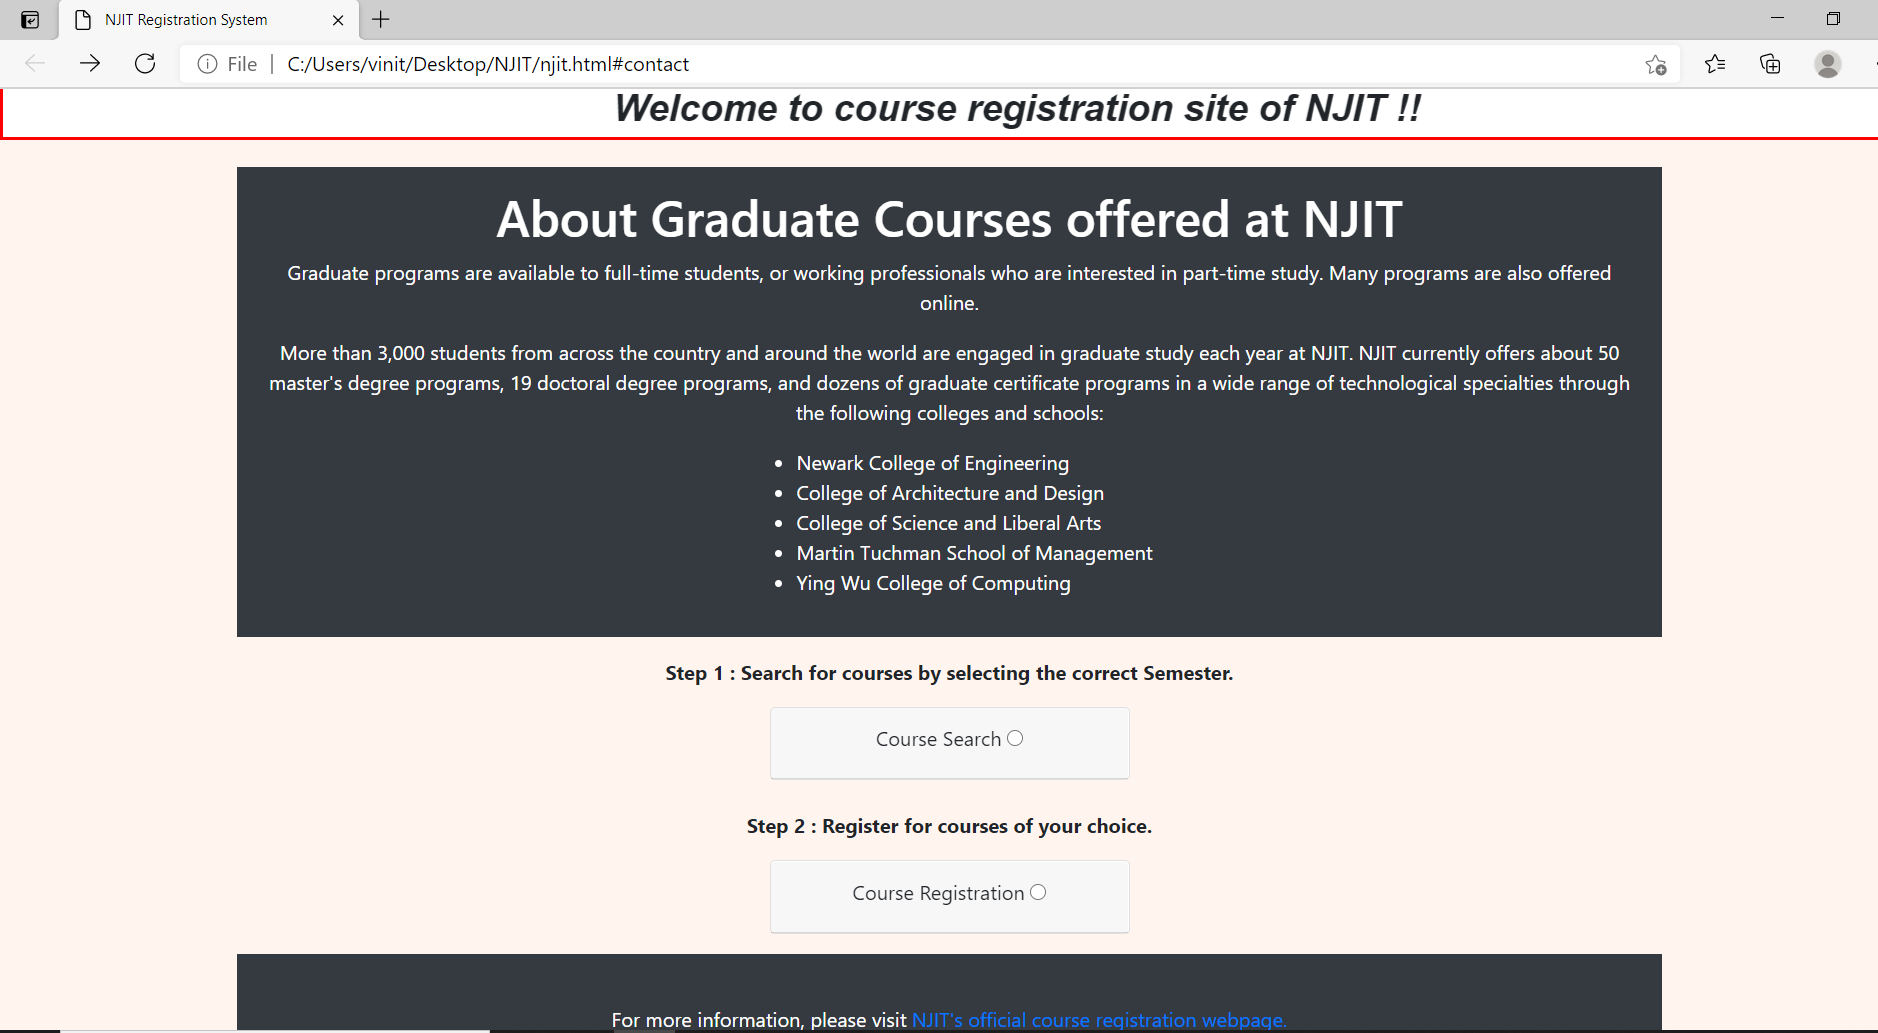 NJIT Registration System
File | C:/Users/vinit/Desktop/NJIT/njit.html#contact
Welcome to course registration site of NJIT !!
About Graduate Courses offered at NJIT
Graduate programs are available to full-time students, or working professionals who are interested in part-time study. Many programs are also offered
online.
More than 3,000 students from across the country and around the world are engaged in graduate study each year at NJIT. NJIT currently offers about 50
master's degree programs, 19 doctoral degree programs, and dozens of graduate certificate programs in a wide range of technological specialties through
the following colleges and schools:
• Newark College of Engineering
• College of Architecture and Design
• College of Science and Liberal Arts
• Martin Tuchman School of Management
• Ying Wu College of Computing
Step 1 : Search for courses by selecting the correct Semester.
Course Search
Step 2 : Register for courses of your choice.
Course Registration
For more information, please visit NJIT's official course registration webpage.